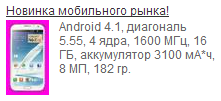 Новинка мобильного рынка!
Android 4.1, диагональ
5.55, 4 ядра, 1600 МГц, 16
ГБ, аккумулятор 3100 мА*ч,
8 МП, 182 гр.